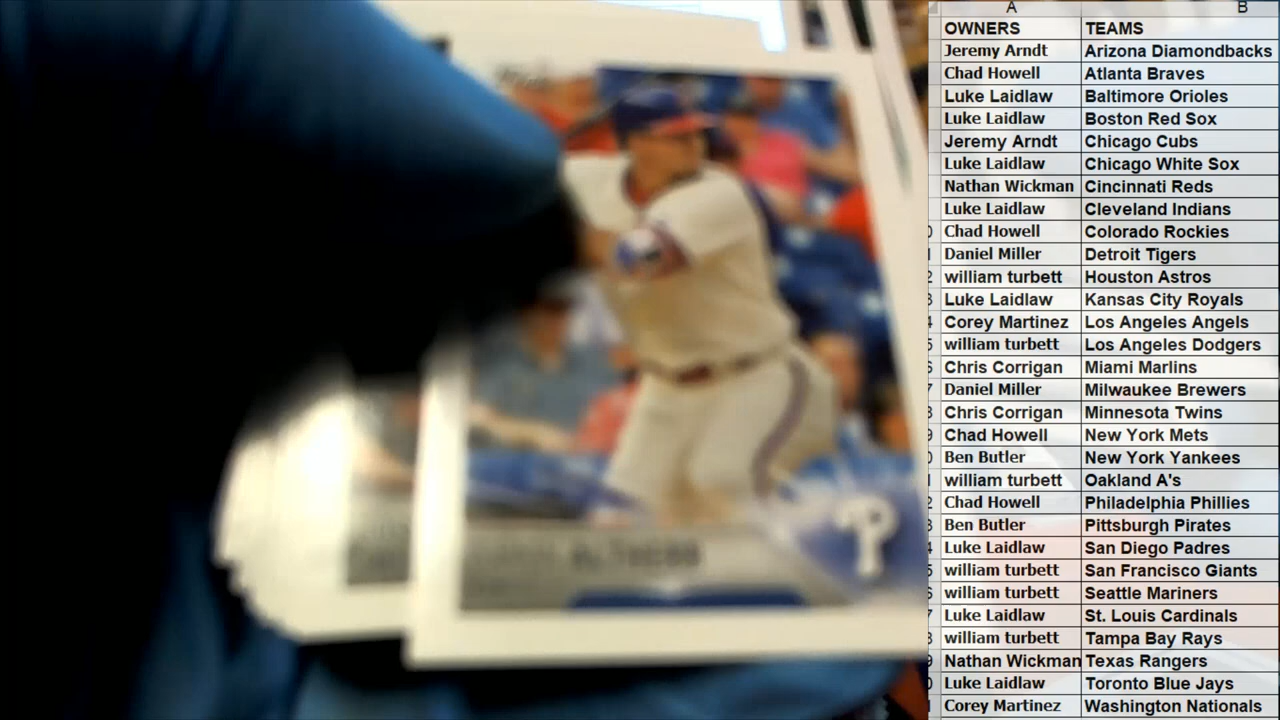 A B
OWNERS TEAMS
Jeremy Arndt Arizona Diamondbacks
Chad Howell Atlanta Braves
Luke Laidlaw Baltimore Orioles
Luke Laidlaw Boston Red Sox
Jeremy Arndt Chicago Cubs
Luke Laidlaw Chicago White Sox
Nathan Wickman Cincinnati Reds
Luke Laidlaw Cleveland Indians
Chad Howell Colorado Rockies
Daniel Miller Detroit Tigers
william turbett Houston Astros
Luke Laidlaw Kansas City Royals
Corey Martinez Los Angeles Angels
william turbett Los Angeles Dodgers
Chris Corrigan Miami Marlins
Daniel Miller Milwaukee Brewers
Chris Corrigan Minnesota Twins
Chad Howell New York Mets
Ben Butler New York Yankees
william turbett Oakland A's
Chad Howell Philadelphia Phillies
Ben Butler Pittsburgh Pirates
Luke Laidlaw San Diego Padres
william turbett San Francisco Giants
william turbett Seattle Mariners
Luke Laidlaw St. Louis Cardinals
william turbett Tampa Bay Rays
Nathan Wickman Texas Rangers
Luke Laidlaw Toronto Blue Jays
Corey Martinez Washington Nationals
ALTHERR
P